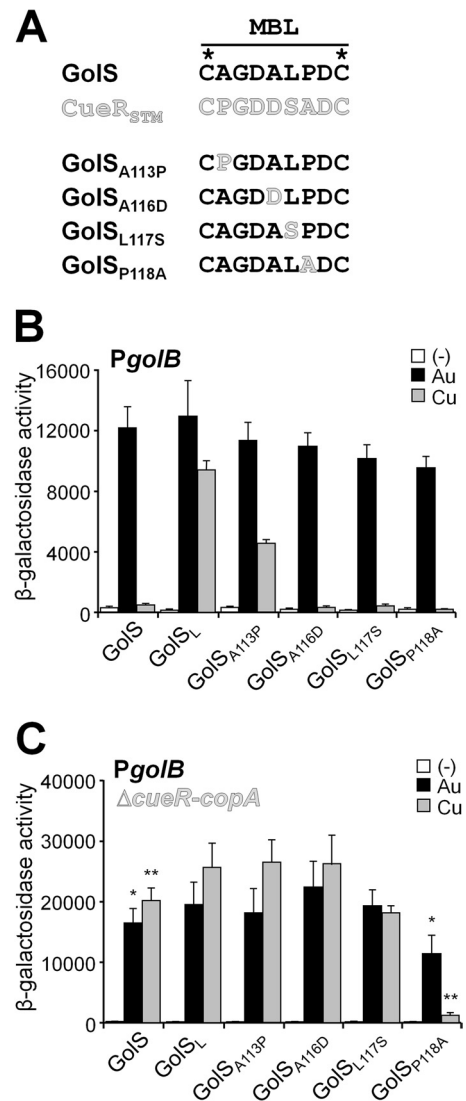 A
MBL
* *
GolS CAGDALPDC
CueRSTM CPGDDSADC
GolSA113P CPGDALPDC
GolSA116D CAGDDLPDC
GolSL117S CAGDASPDC
GolSP118A CAGDALADC
B
PgolB
(-)
Au
Cu
β-galactosidase activity
16000
12000
8000
4000
0
GolS GolSL GolSA113P GolSA116D GolSL117S GolSP118A
C
PgolB
ΔcueR-copA
(-)
Au
Cu
β-galactosidase activity
40000
30000
20000
10000
0
* ** * **
GolS GolSL GolSA113P GolSA116D GolSL117S GolSP118A